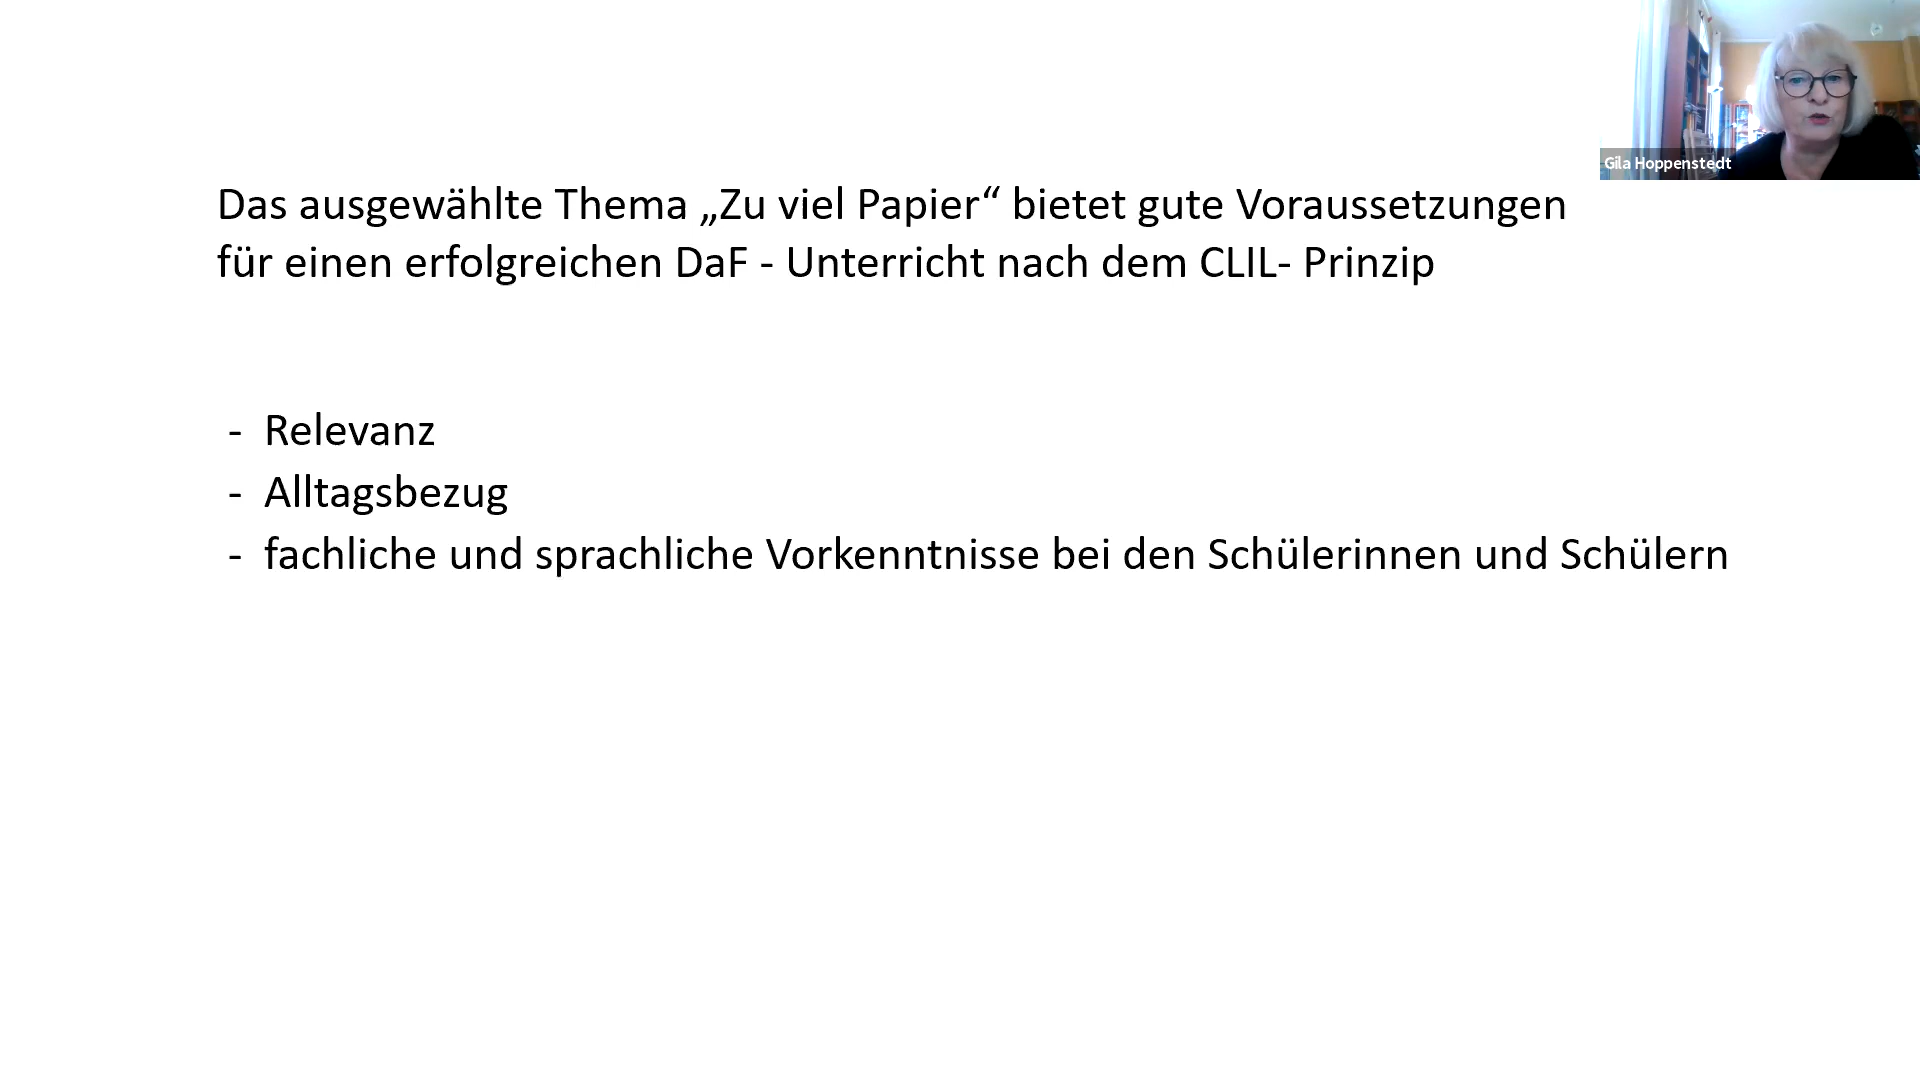 Gila Hoppenstedt
Das ausgewählte Thema „Zu viel Papier“ bietet gute Voraussetzungen
für einen erfolgreichen DaF - Unterricht nach dem CLIL- Prinzip
- Relevanz
- Alltagsbezug
- fachliche und sprachliche Vorkenntnisse bei den Schülerinnen und Schülern